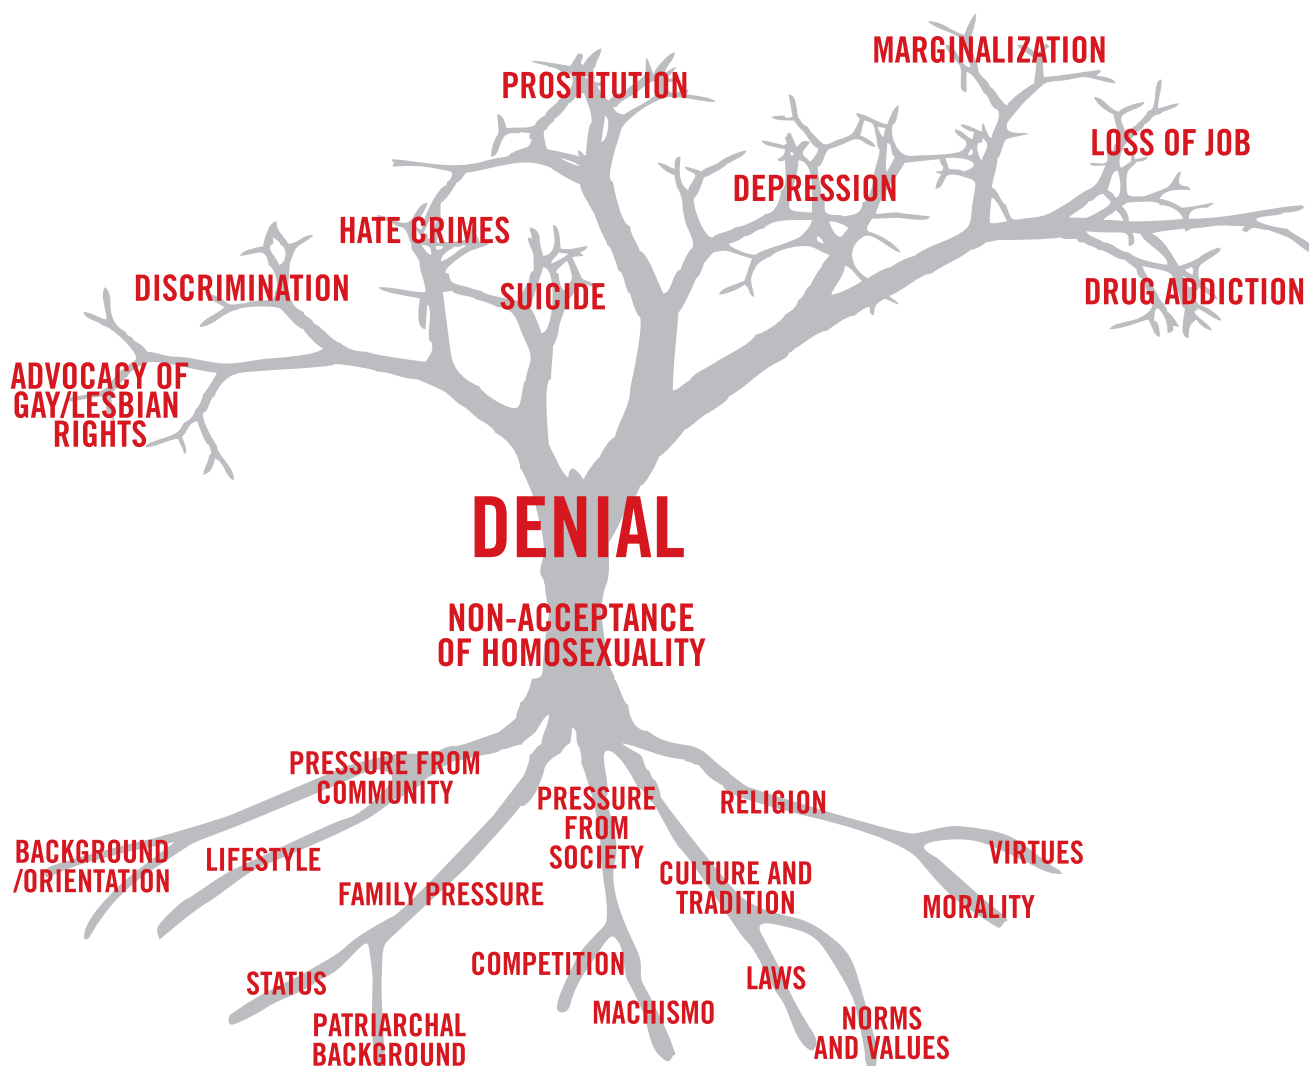 MARGINALIZATION
PROSTITUTION
LOSS OF JOB
DEPRESSION
HATE CRIMES
DISCRIMINATION
SUICIDE
DRUG ADDICTION
ADVOCACY OF
GAY/LESBIAN
RIGHTS
DENIAL
NON-ACCEPTANCE
OF HOMOSEXUALITY
PRESSURE FROM
COMMUNITY
PRESSURE
FROM
SOCIETY
RELIGION
BACKGROUND
/ORIENTATION
LIFESTYLE
VIRTUES
CULTURE AND
TRADITION
FAMILY PRESSURE
MORALITY
COMPETITION
STATUS
LAWS
MACHISMO
PATRIARCHAL
BACKGROUND
NORMS
AND VALUES